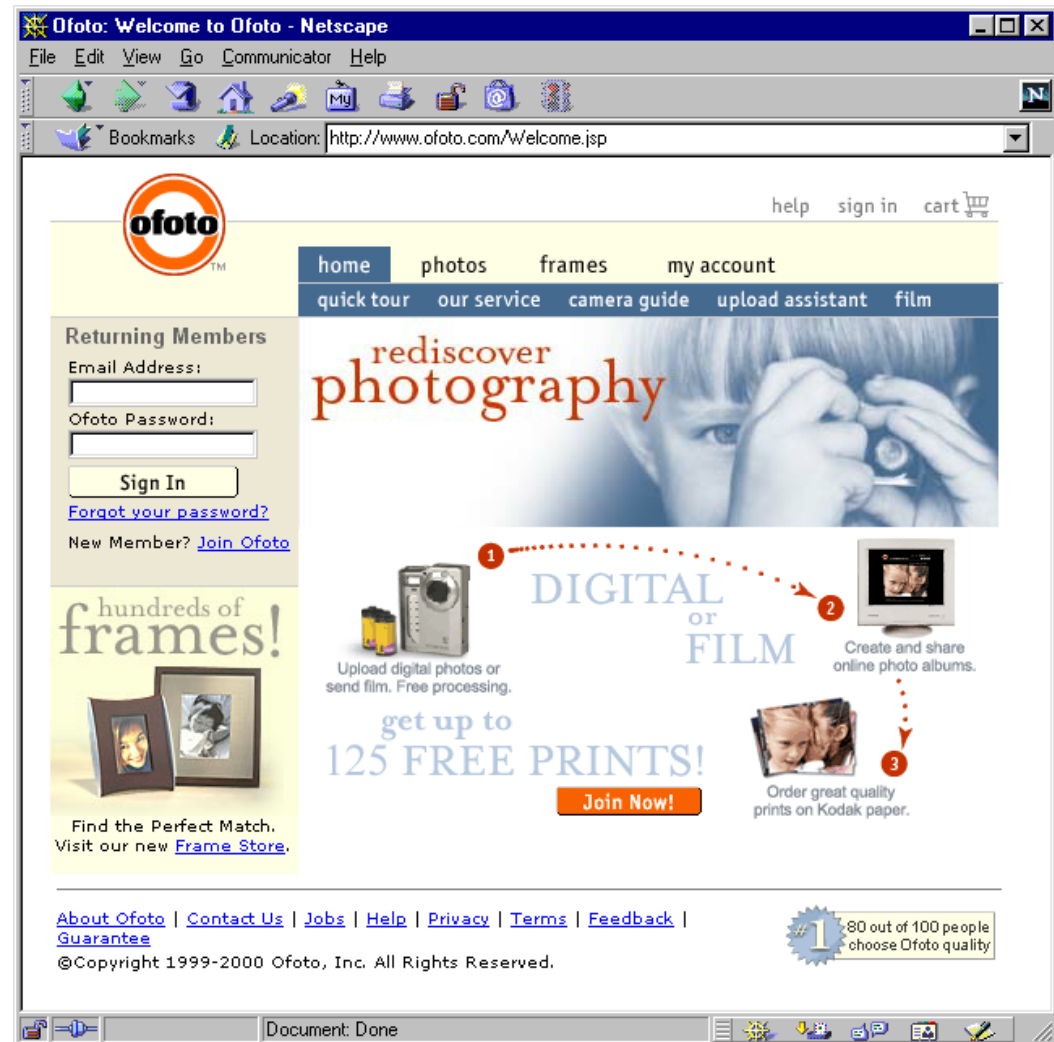 Ofoto: Welcome to Ofoto - Netscape
File Edit View Go Communicator Help
My
N
Bookmarks Location: http://www.ofoto.com/Welcome.jsp
ofoto
TM
help sign in cart
home photos frames my account
quick tour our service camera guide upload assistant film
Returning Members
Email Address:
Ofoto Password:
Sign In
Forgot your password?
New Member? Join Ofoto
rediscover
photography
hundreds of
frames!
Find the Perfect Match.
Visit our new Frame Store.
1
DIGITAL
or
FILM
2
Upload digital photos or
send film. Free processing.
Create and share
online photo albums.
get up to
125 FREE PRINTS!
Join Now!
3
Order great quality
prints on Kodak paper.
About Ofoto | Contact Us | Jobs | Help | Privacy | Terms | Feedback |
Guarantee
©Copyright 1999-2000 Ofoto, Inc. All Rights Reserved.
#1
80 out of 100 people
choose Ofoto quality
Document: Done